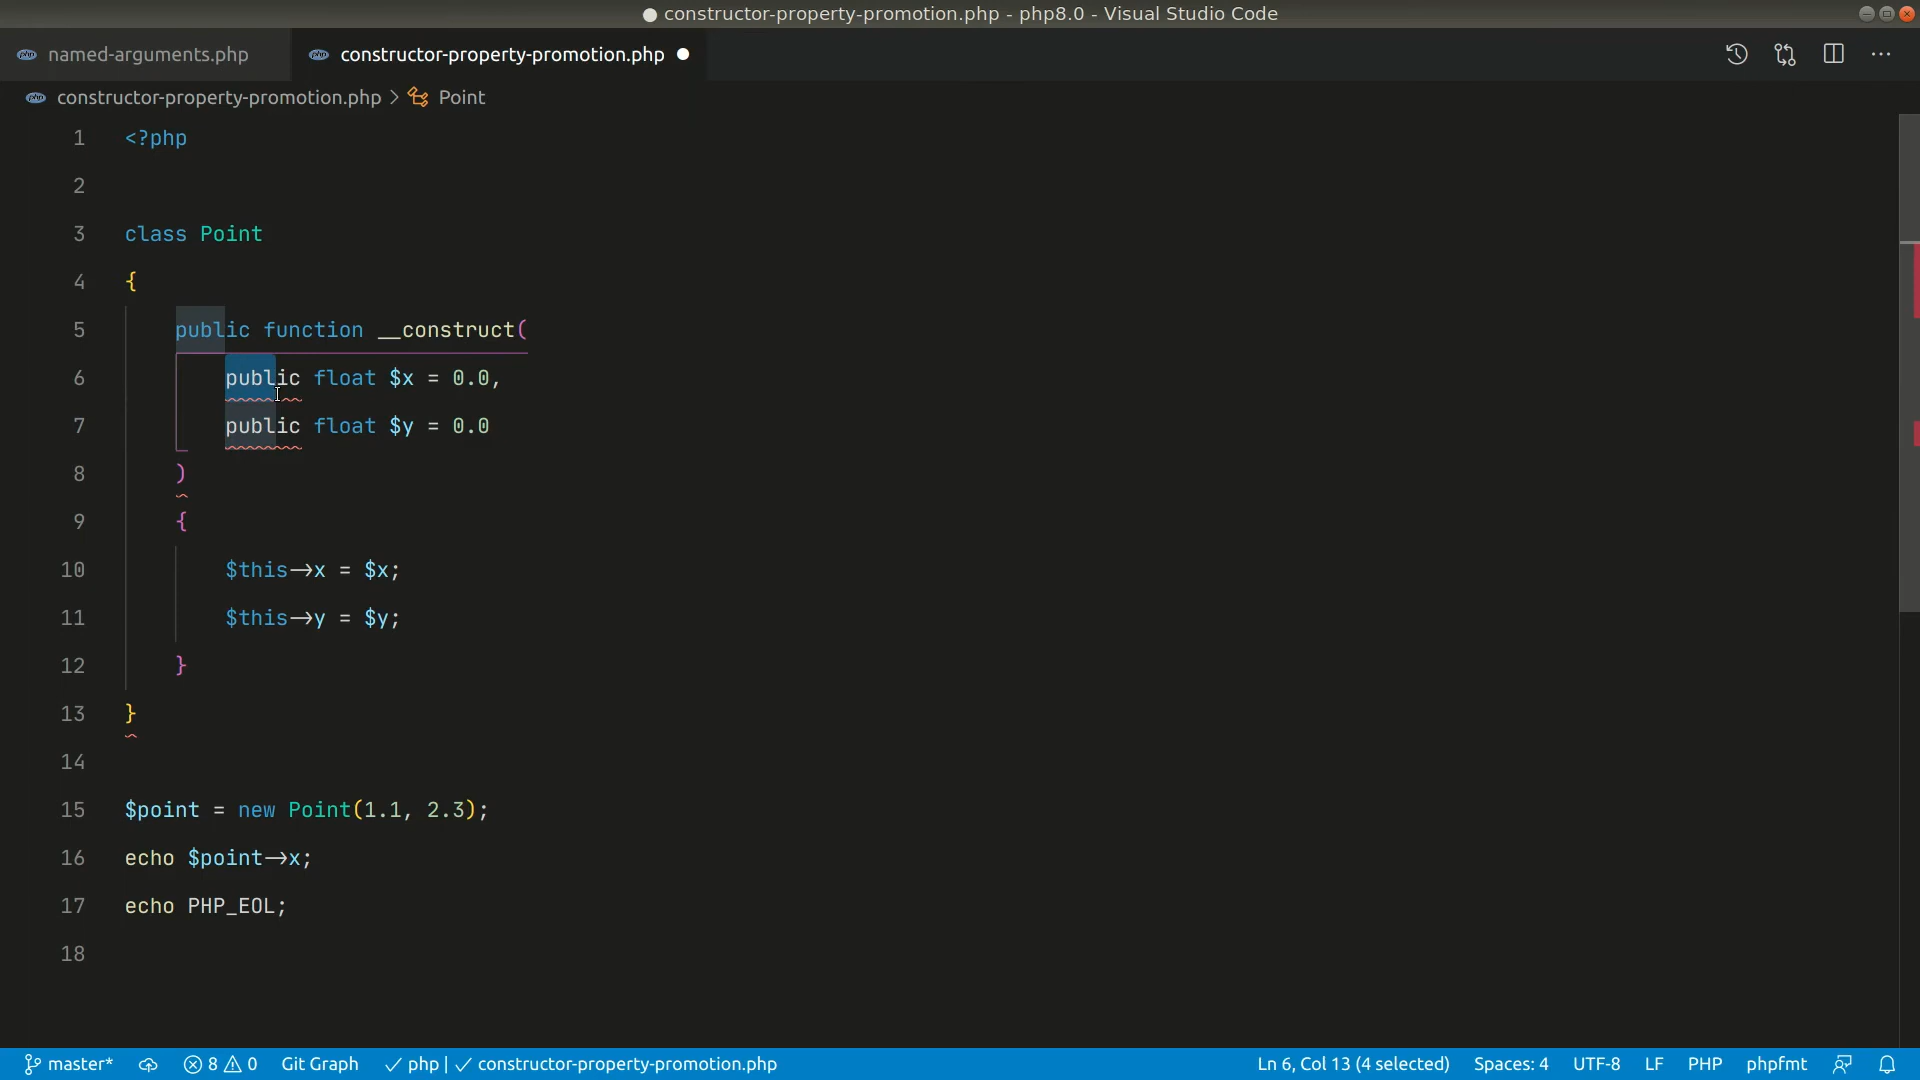 constructor-property-promotion.php - php8.0 - Visual Studio Code
named-arguments.php
constructor-property-promotion.php
constructor-property-promotion.php > Point
1 <?php
2
3 class Point
4 {
5 public function __construct(
6 public float $x = 0.0,
7 public float $y = 0.0
8 )
9 {
10 $this->x = $x;
11 $this->y = $y;
12 }
13 }
14
15 $point = new Point(1.1, 2.3);
16 echo $point->x;
17 echo PHP_EOL;
18
master* 8 0 Git Graph ✓ php | ✓ constructor-property-promotion.php Ln 6, Col 13 (4 selected) Spaces: 4 UTF-8 LF PHP phpfmt